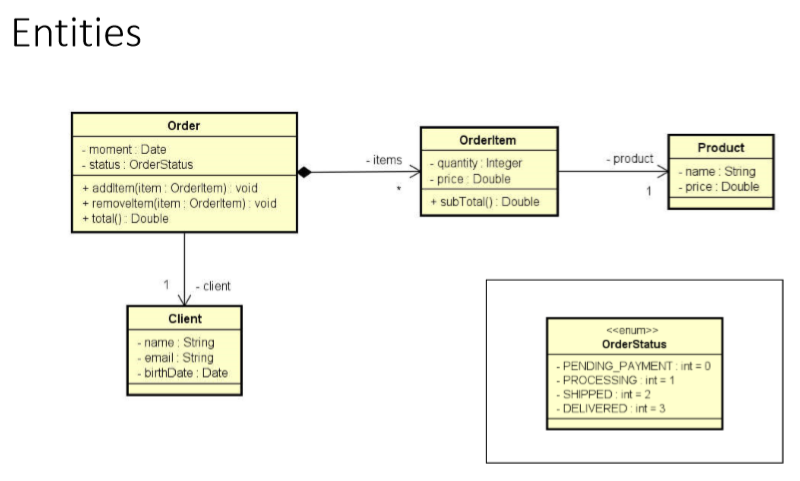 Entities
Order
- moment : Date
- status : OrderStatus
+ addItem(item : OrderItem) : void
+ removeItem(item : OrderItem) : void
+ total() : Double
- items
*
OrderItem
- quantity : Integer
- price : Double
+ subTotal() : Double
- product
1
Product
- name : String
- price : Double
1
- client
Client
- name : String
- email : String
- birthDate : Date
<<enum>>
OrderStatus
- PENDING_PAYMENT : int = 0
- PROCESSING : int = 1
- SHIPPED : int = 2
- DELIVERED : int = 3